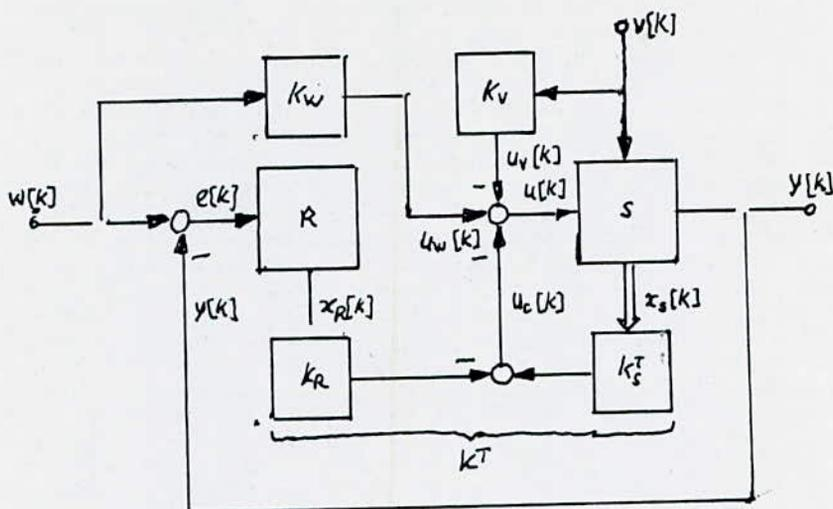 v[k]
Kw
Kv
uv[k]
w[k]
e[k]
R
u[k]
S
y[k]
uw[k]
y[k]
xR[k]
uc[k]
xs[k]
kR
ksT
KT